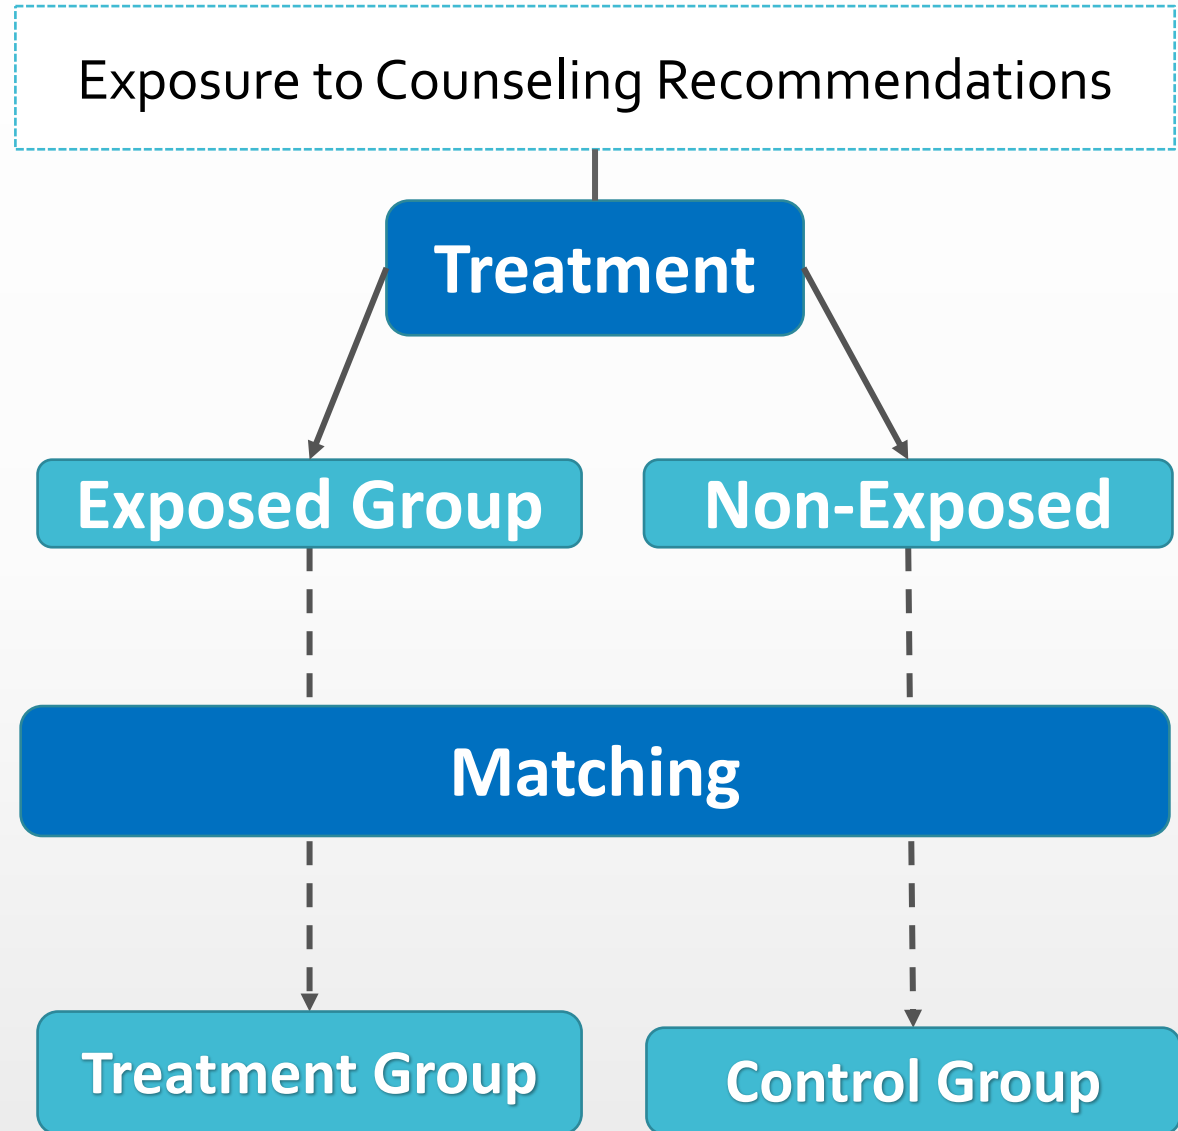 Exposure to Counseling Recommendations
Treatment
Exposed Group
Non-Exposed
Matching
Treatment Group
Control Group